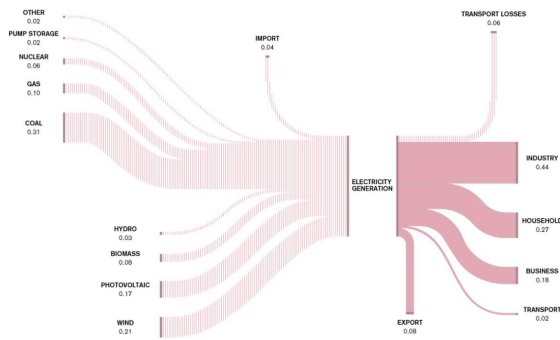 OTHER
0.02
PUMP STORAGE
0.02
NUCLEAR
0.06
GAS
0.10
COAL
0.31
HYDRO
0.03
BIOMASS
0.08
PHOTOVOLTAIC
0.17
WIND
0.21
IMPORT
0.04
ELECTRICITY
GENERATION
TRANSPORT LOSSES
0.06
INDUSTRY
0.44
HOUSEHOLD
0.27
BUSINESS
0.18
TRANSPORT
0.02
EXPORT
0.08